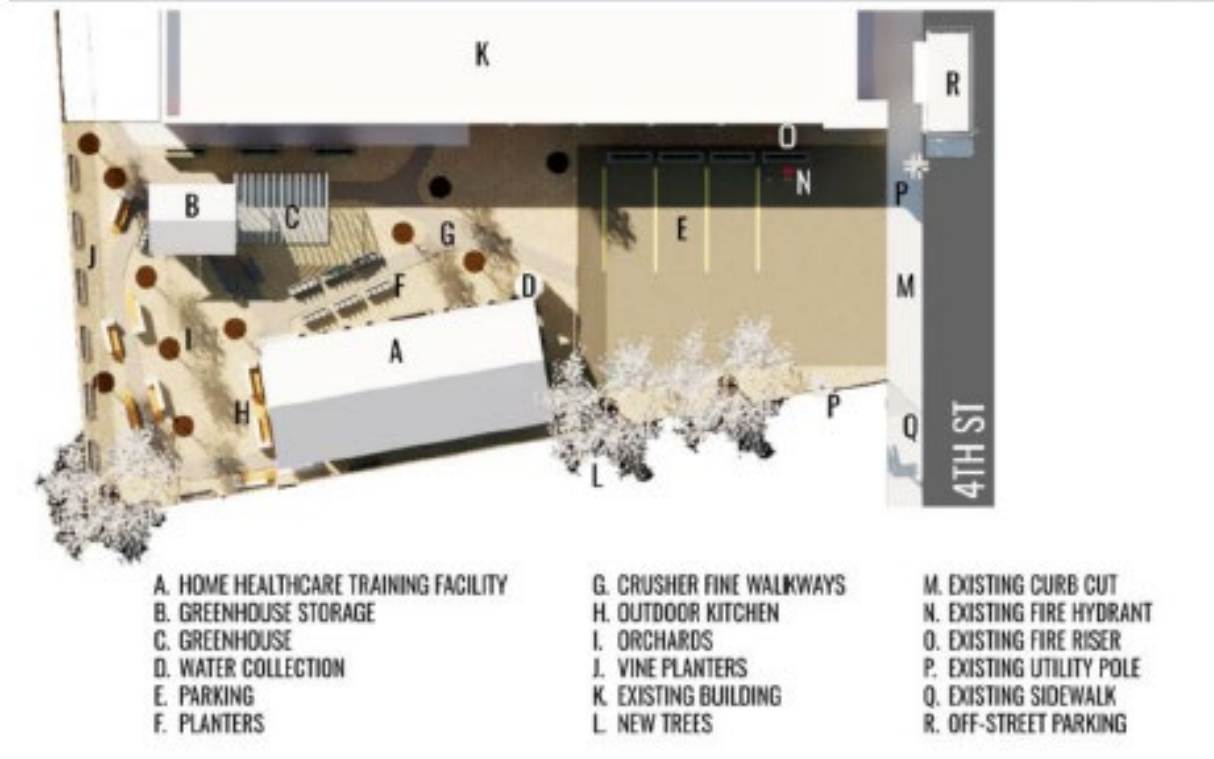 K
R
O
N
P
B
C
G
E
J
F
D
M
I
A
H
P
Q
L
4TH ST
A. HOME HEALTHCARE TRAINING FACILITY
B. GREENHOUSE STORAGE
C. GREENHOUSE
D. WATER COLLECTION
E. PARKING
F. PLANTERS
G. CRUSHER FINE WALKWAYS
H. OUTDOOR KITCHEN
I. ORCHARDS
J. VINE PLANTERS
K. EXISTING BUILDING
L. NEW TREES
M. EXISTING CURB CUT
N. EXISTING FIRE HYDRANT
O. EXISTING FIRE RISER
P. EXISTING UTILITY POLE
Q. EXISTING SIDEWALK
R. OFF-STREET PARKING